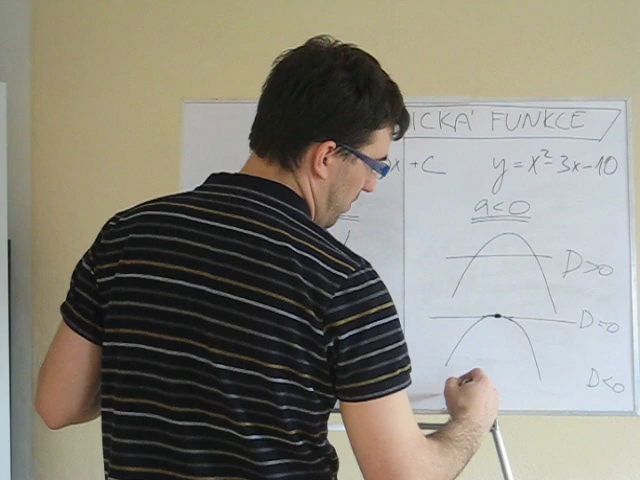 ICKÁ FUNKCE
x + C
y = x² - 3x - 10
a < 0
D > 0
D = 0
D < 0